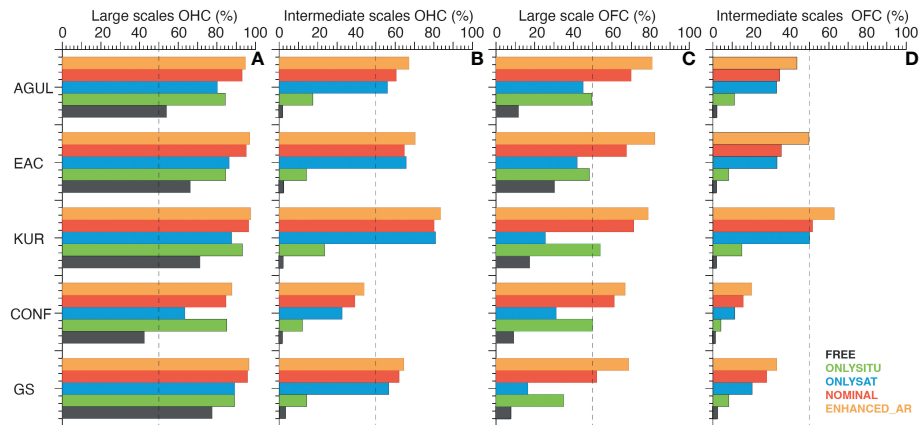 Large scales OHC (%)
0 20 40 60 80 100
A
Intermediate scales OHC (%)
0 20 40 60 80 100
B
Large scale OFC (%)
0 20 40 60 80 100
C
Intermediate scales OFC (%)
0 20 40 60 80 100
D
AGUL
EAC
KUR
CONF
GS
FREE
ONLYSITU
ONLYSAT
NOMINAL
ENHANCED_AR